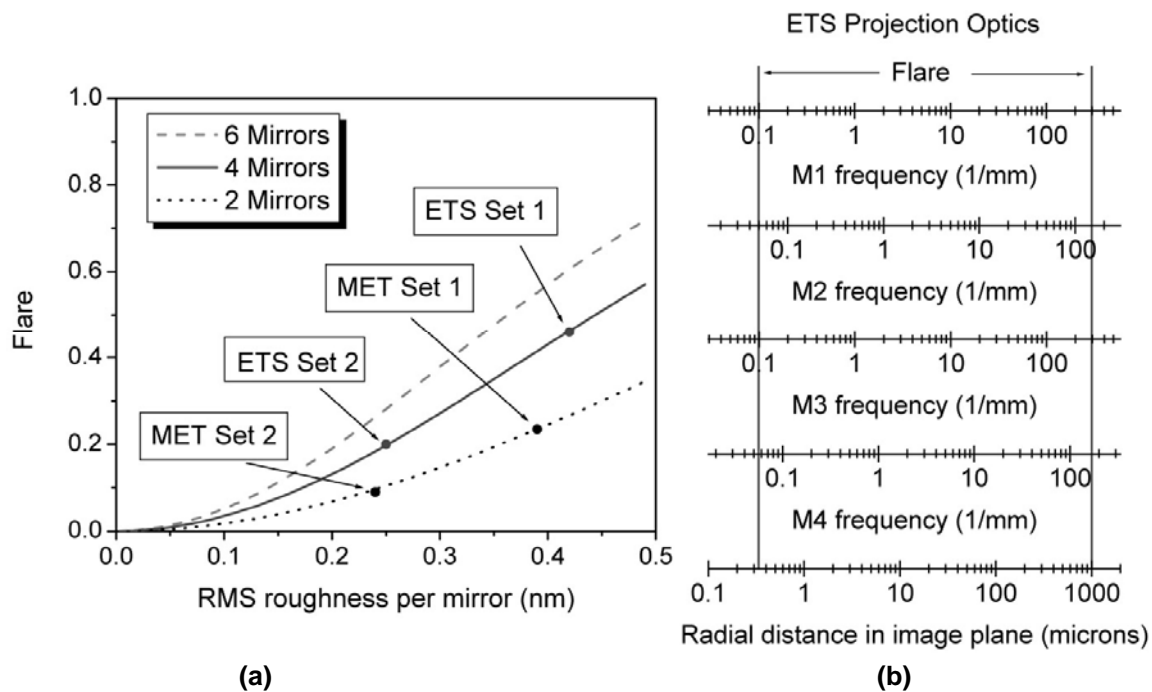 ETS Projection Optics
Flare
1.0
0.8
0.6
0.4
0.2
0.0
Flare
6 Mirrors
4 Mirrors
2 Mirrors
ETS Set 1
MET Set 1
ETS Set 2
MET Set 2
0.0 0.1 0.2 0.3 0.4 0.5
RMS roughness per mirror (nm)
(a)
0.1 1 10 100
M1 frequency (1/mm)
0.1 1 10 100
M2 frequency (1/mm)
0.1 1 10 100
M3 frequency (1/mm)
0.1 1 10 100
M4 frequency (1/mm)
0.1 1 10 100 1000
Radial distance in image plane (microns)
(b)